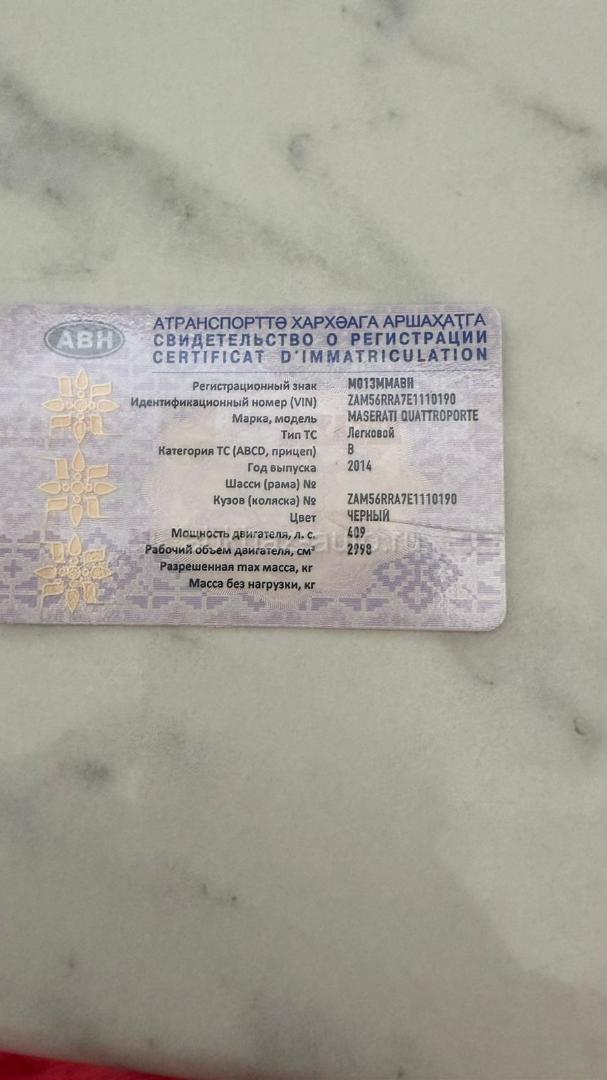 АВН
АТРАНСПОРТТӘ ХАРХӘАГА АРШАҲАҬГА
СВИДЕТЕЛЬСТВО О РЕГИСТРАЦИИ
CERTIFICAT D'IMMATRICULATION
Регистрационный знак M013MMABH
Идентификационный номер (VIN) ZAM56RRA7E1110190
Марка, модель MASERATI QUATTROPORTE
Тип ТС Легковой
Категория ТС (ABCD, прицеп) B
Год выпуска 2014
Шасси (рама) №
Кузов (коляска) № ZAM56RRA7E1110190
Цвет ЧЕРНЫЙ
Мощность двигателя, л. с. 409
Рабочий объем двигателя, см³ 2998
Разрешенная max масса, кг
Масса без нагрузки, кг